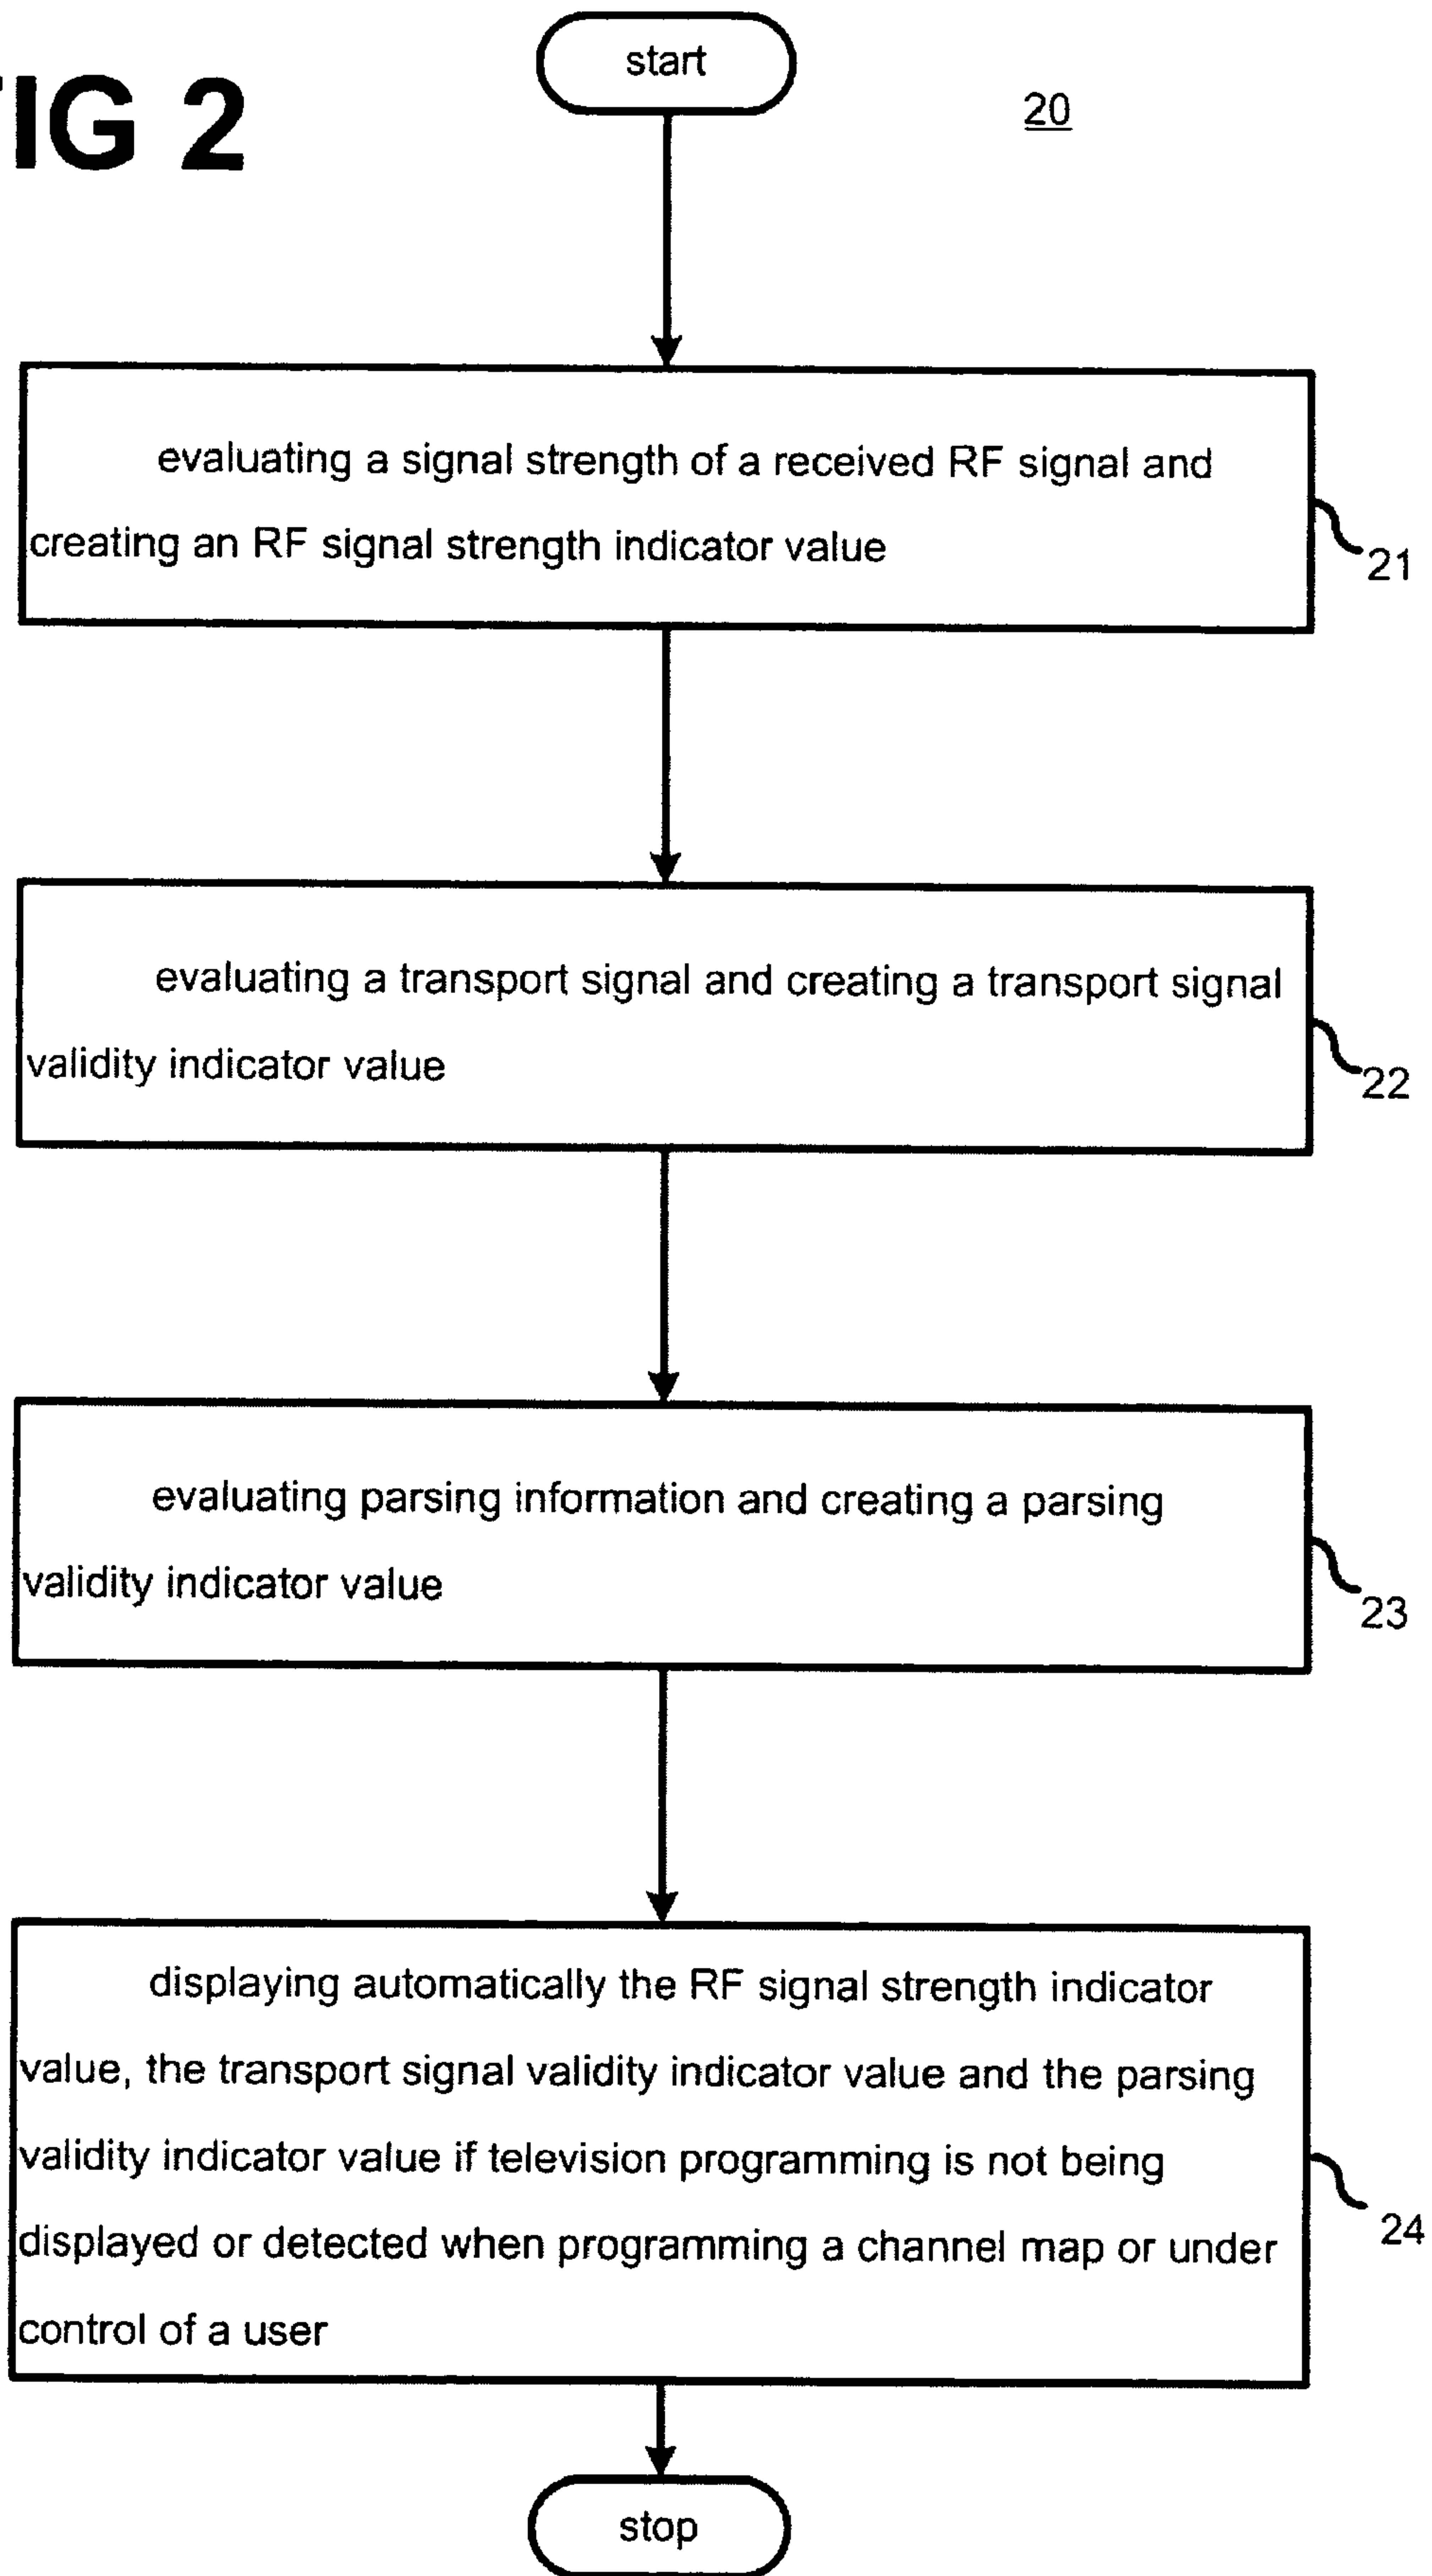 start
FIG 2
20
evaluating a signal strength of a received RF signal and
creating an RF signal strength indicator value
21
evaluating a transport signal and creating a transport signal
validity indicator value
22
evaluating parsing information and creating a parsing
validity indicator value
23
displaying automatically the RF signal strength indicator
value, the transport signal validity indicator value and the parsing
validity indicator value if television programming is not being
displayed or detected when programming a channel map or under
control of a user
24
stop